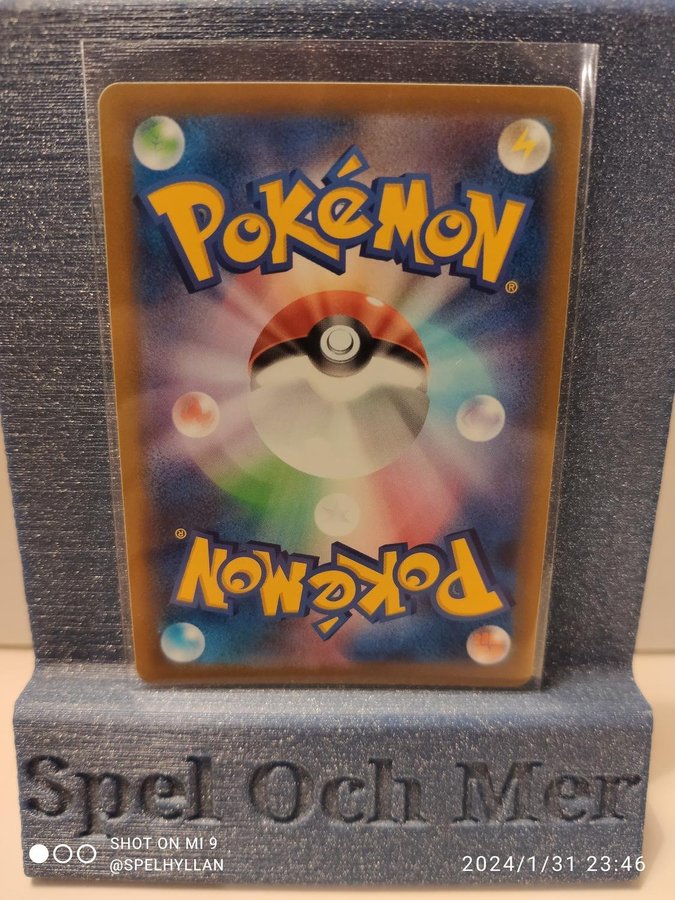 POKéMON®
POKéMON®
Spel Och Mer
SHOT ON MI 9
@SPELHYLLAN
2024/1/31 23:46